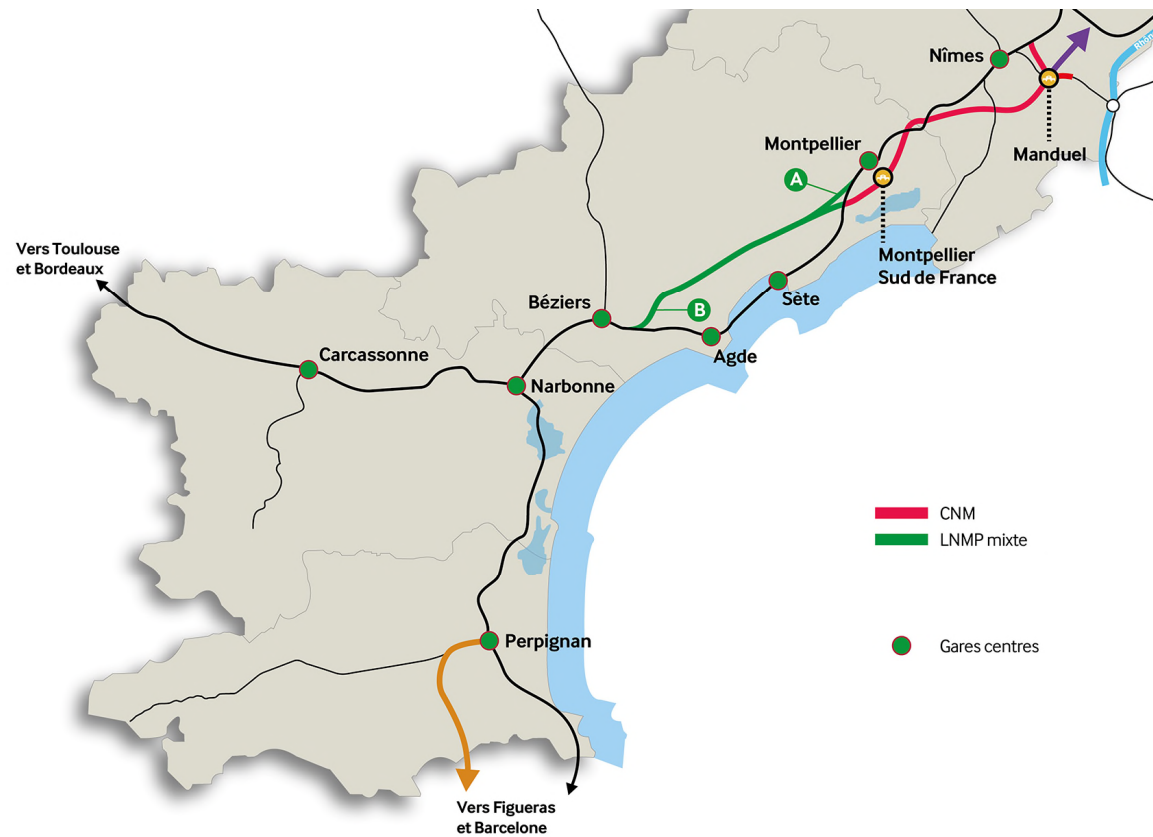 Nîmes
Rhône
Montpellier
Manduel
A
Vers Toulouse
et Bordeaux
Montpellier
Sud de France
Béziers
B
Sète
Carcassonne
Agde
Narbonne
CNM
LNMP mixte
Perpignan
Gares centres
Vers Figueras
et Barcelone